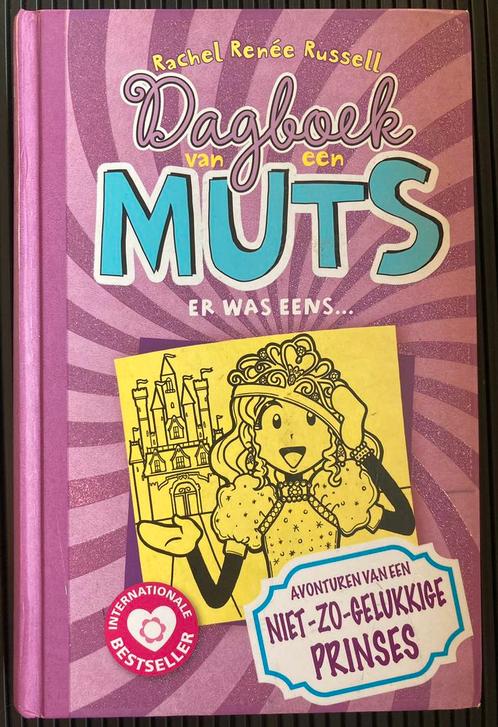 Rachel Renée Russell
Dagboek
van een
MUTS
ER WAS EENS...
AVONTUREN VAN EEN
NIET-ZO-GELUKKIGE
PRINSES
INTERNATIONALE
BESTSELLER